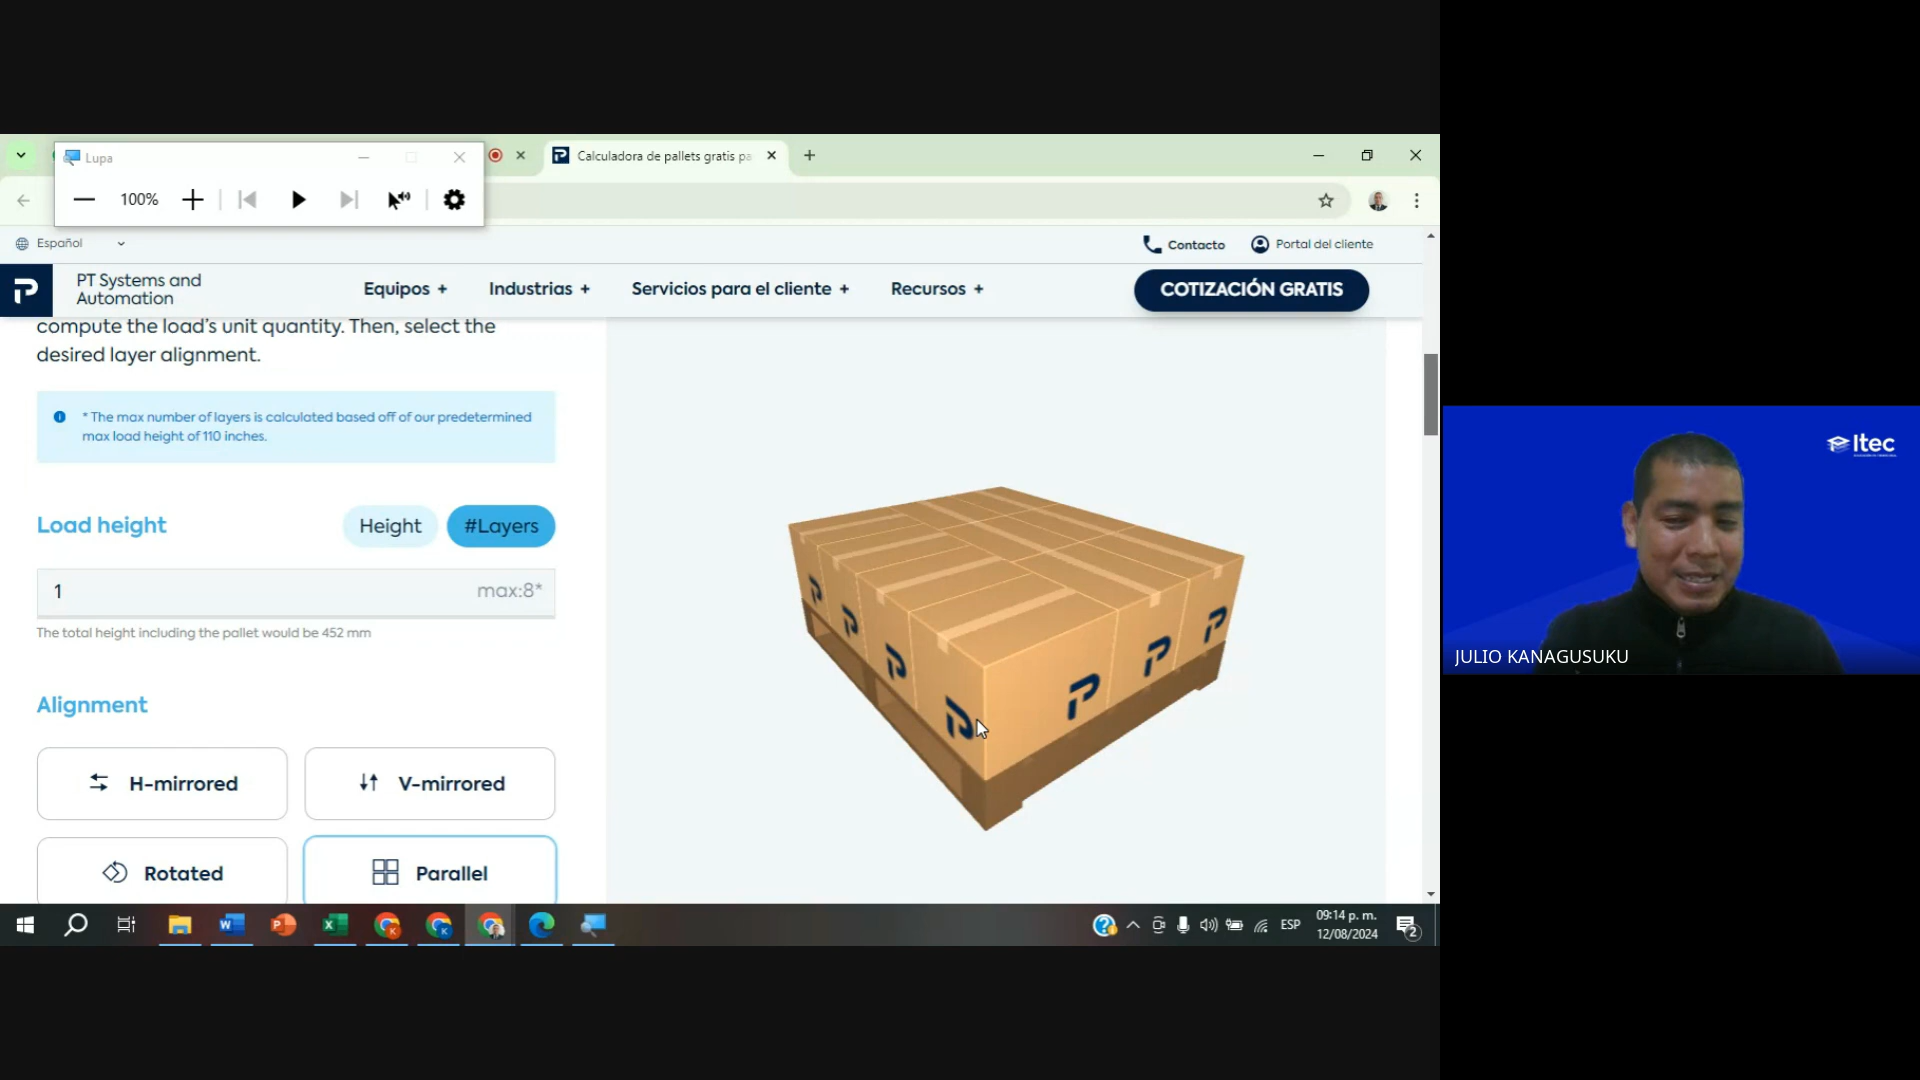 Lupa
100%
Calculadora de pallets gratis pa
Español
Contacto
Portal del cliente
PT Systems and
Automation
Equipos +
Industrias +
Servicios para el cliente +
Recursos +
COTIZACIÓN GRATIS
compute the load's unit quantity. Then, select the
desired layer alignment.
* The max number of layers is calculated based off of our predetermined
max load height of 110 inches.
Load height
Height
#Layers
1
max:8*
The total height including the pallet would be 452 mm
Alignment
H-mirrored
V-mirrored
Rotated
Parallel
Itec
JULIO KANAGUSUKU
ESP
09:14 p. m.
12/08/2024
2